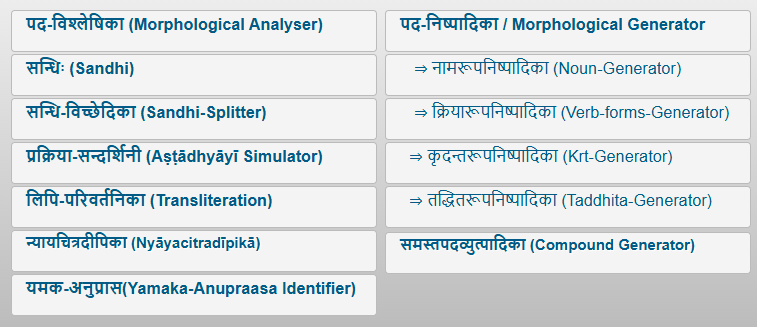 पद-विश्लेषिका (Morphological Analyser)
सन्धिः (Sandhi)
सन्धि-विच्छेदिका (Sandhi-Splitter)
प्रक्रिया-सन्दर्शिनी (Aṣṭādhyāyī Simulator)
लिपि-परिवर्तनिका (Transliteration)
न्यायचित्रदीपिका (Nyāyacitradīpikā)
यमक-अनुप्रास(Yamaka-Anupraasa Identifier)
पद-निष्पादिका / Morphological Generator
⇒ नामरूपनिष्पादिका (Noun-Generator)
⇒ क्रियारूपनिष्पादिका (Verb-forms-Generator)
⇒ कृदन्तरूपनिष्पादिका (Krt-Generator)
⇒ तद्धितरूपनिष्पादिका (Taddhita-Generator)
समस्तपदव्युत्पादिका (Compound Generator)